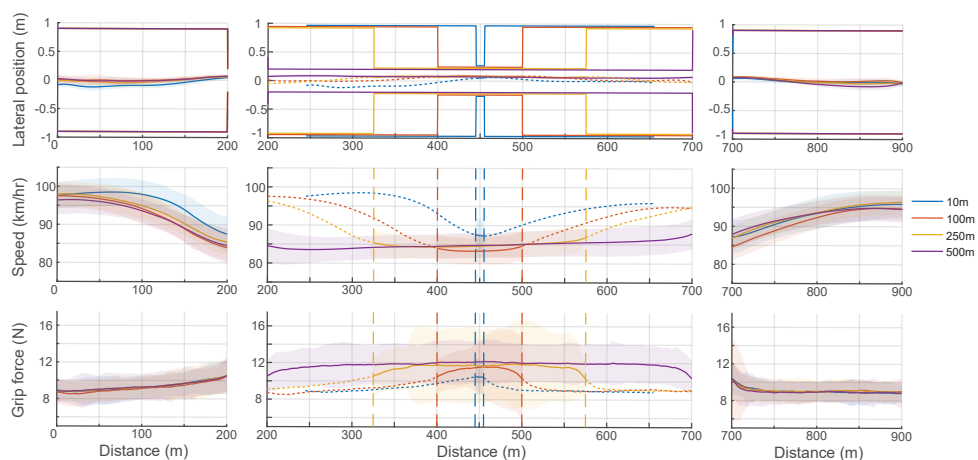 Lateral position (m)
1
0.5
0
-0.5
-1
0 100 200
1
0.5
0
-0.5
-1
200 300 400 500 600 700
1
0.5
0
-0.5
-1
700 800 900
Speed (km/hr)
100
90
80
0 100 200
100
90
80
200 300 400 500 600 700
100
90
80
700 800 900
10m
100m
250m
500m
Grip force (N)
16
12
8
0 100 200
Distance (m)
16
12
8
200 300 400 500 600 700
Distance (m)
16
12
8
700 800 900
Distance (m)